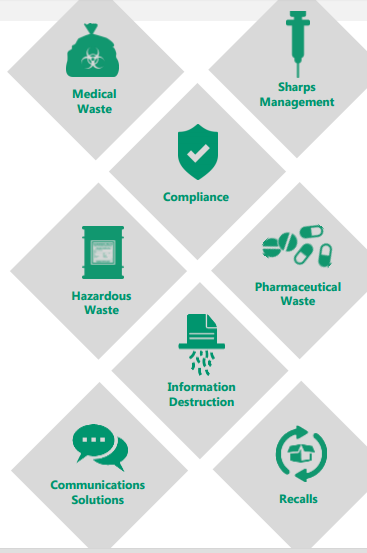 Medical
Waste
Sharps
Management
Compliance
Hazardous
Waste
Pharmaceutical
Waste
Information
Destruction
Communications
Solutions
Recalls